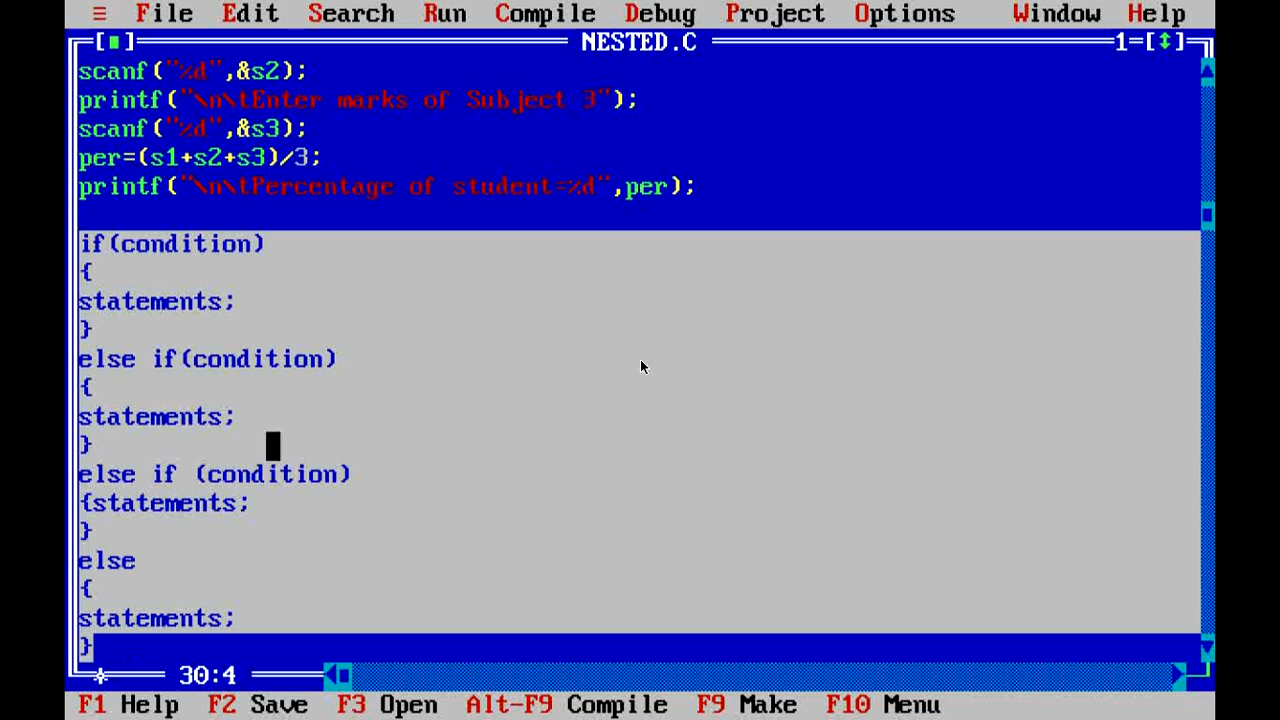 ≡ File Edit Search Run Compile Debug Project Options Window Help
[■] NESTED.C 1=[↕]
scanf("%d",&s2);
printf("\n\tEnter marks of Subject 3");
scanf("%d",&s3);
per=(s1+s2+s3)/3;
printf("\n\tPercentage of student=%d",per);
if(condition)
{
statements;
}
else if(condition)
{
statements;
}
else if (condition)
{statements;
}
else
{
statements;
}
30:4
F1 Help F2 Save F3 Open Alt-F9 Compile F9 Make F10 Menu